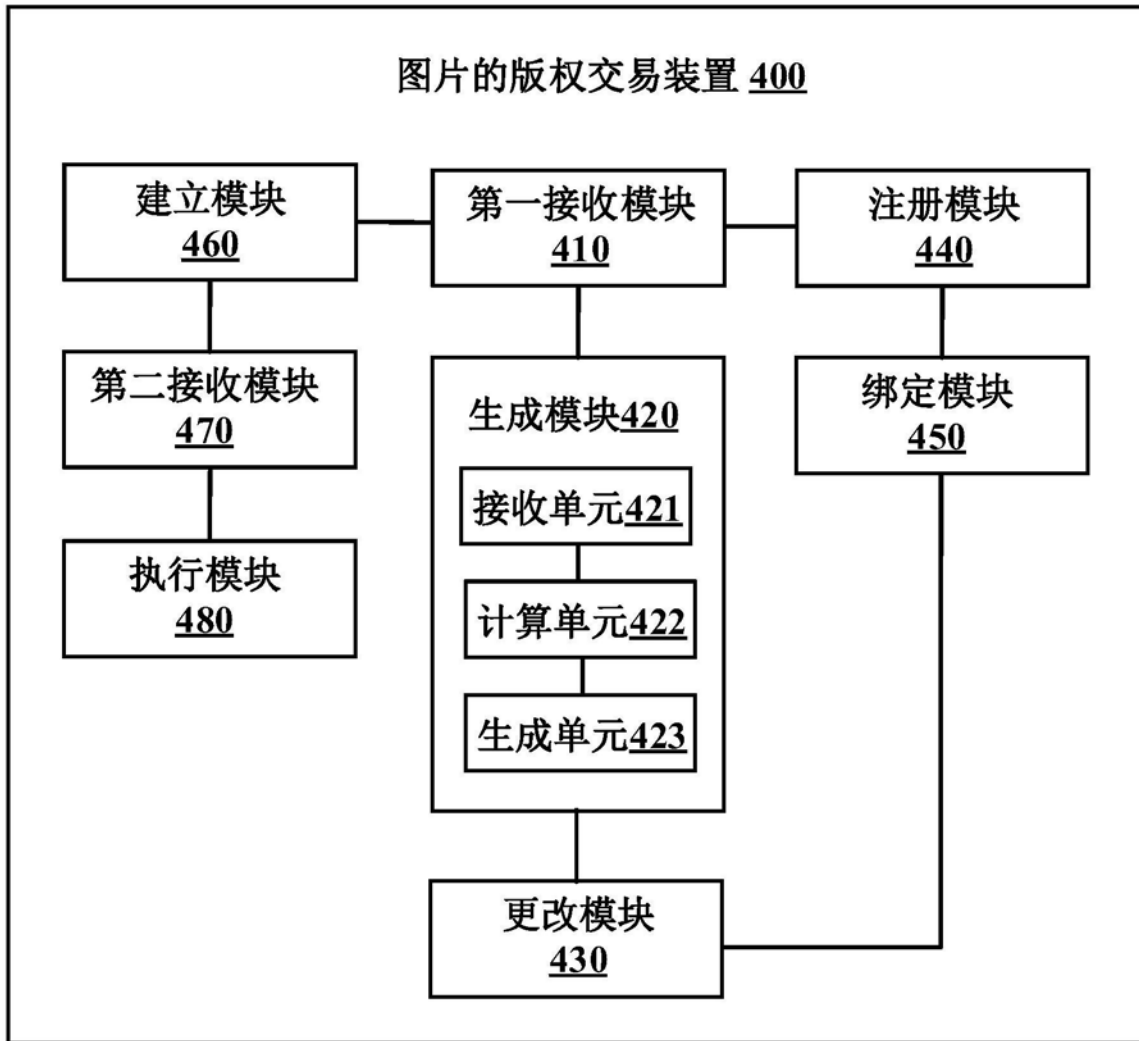 图片的版权交易装置 400
建立模块
460
第一接收模块
410
注册模块
440
第二接收模块
470
生成模块420
绑定模块
450
接收单元421
执行模块
480
计算单元422
生成单元423
更改模块
430